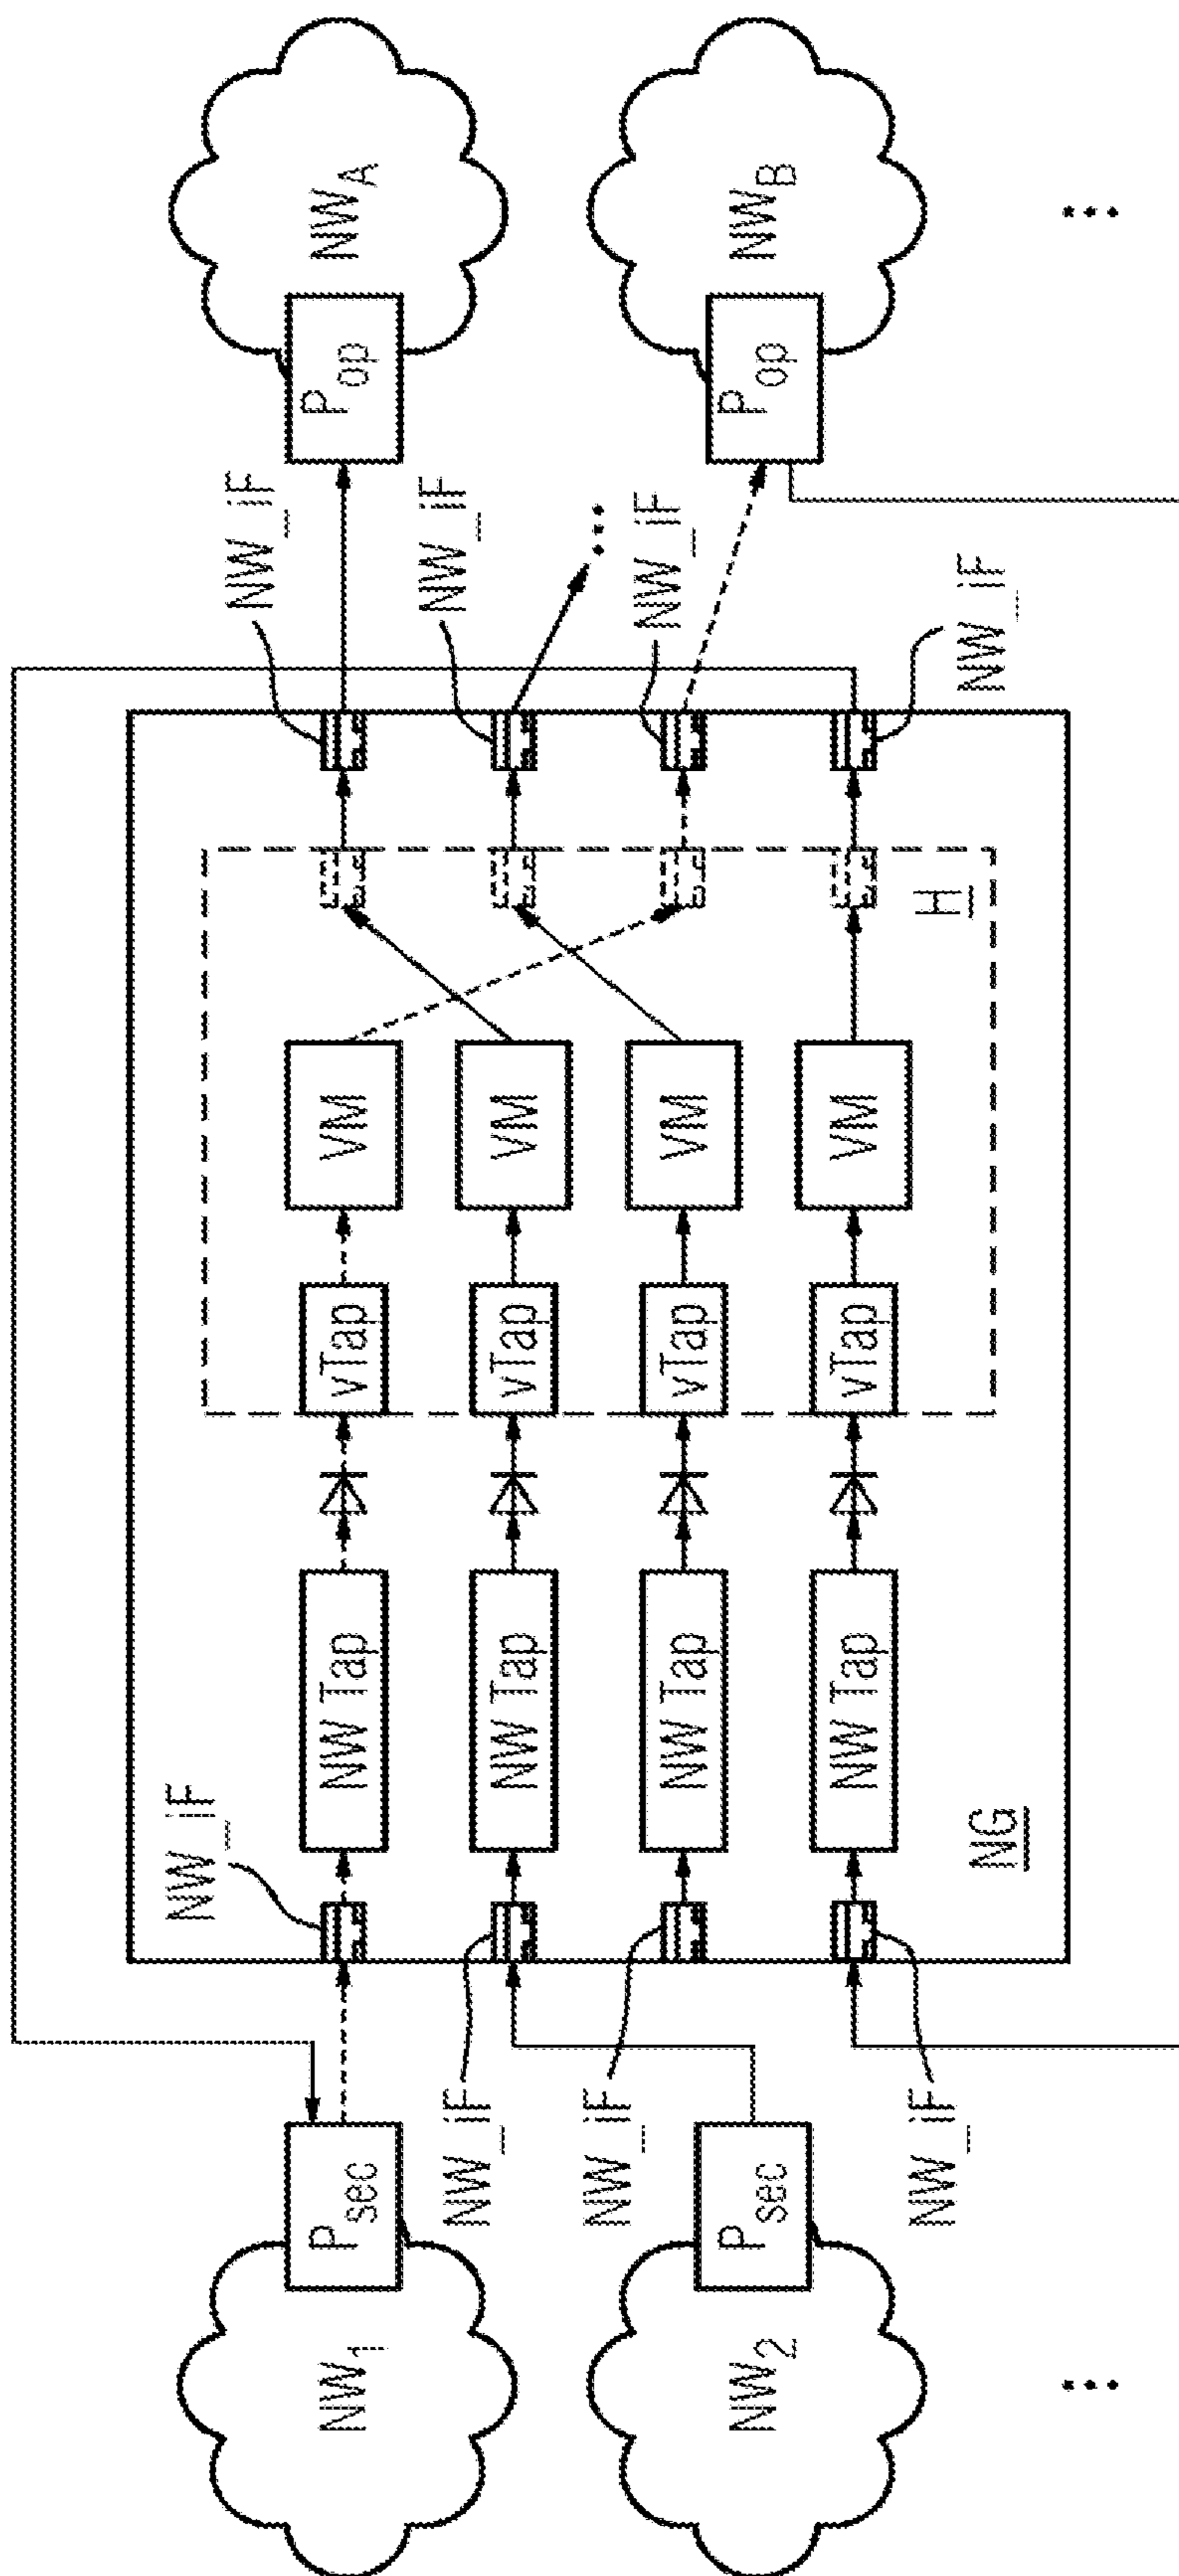 NW_A
NW_B
...
P_op
P_op
NW_iF
NW_iF
...
NW_iF
NW_iF
H
VM
VM
VM
VM
vTap
vTap
vTap
vTap
NW Tap
NW Tap
NW Tap
NW Tap
NG
NW_iF
NW_iF
NW_iF
NW_iF
P_sec
P_sec
NW_1
NW_2
...